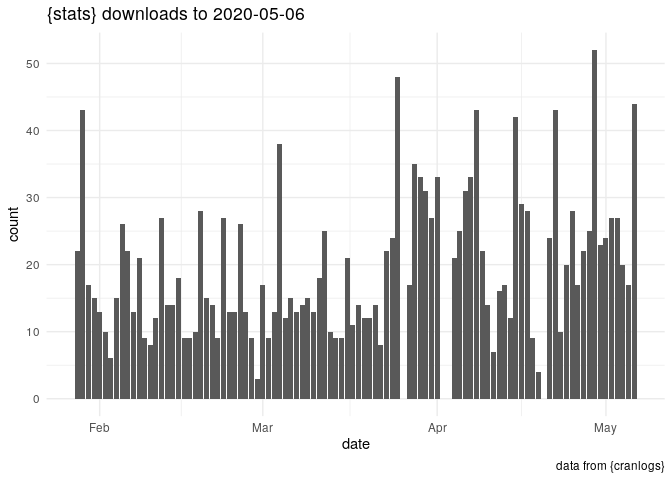 {stats} downloads to 2020-05-06
50
40
30
20
10
0
count
Feb Mar Apr May
date
data from {cranlogs}